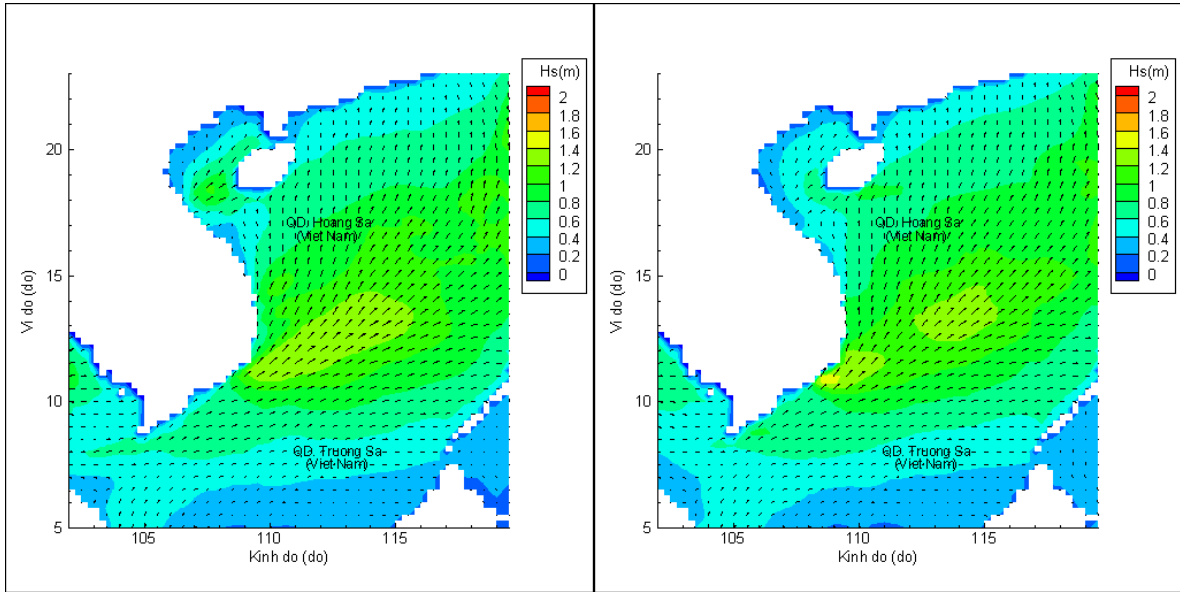 Hs(m)
2
1.8
1.6
1.4
1.2
1
0.8
0.6
0.4
0.2
0
20
15
10
5
Vi do (do)
QD. Hoang Sa
(Viet Nam)
QD. Truong Sa
(Viet Nam)
105
110
115
Kinh do (do)
Hs(m)
2
1.8
1.6
1.4
1.2
1
0.8
0.6
0.4
0.2
0
20
15
10
5
Vi do (do)
QD. Hoang Sa
(Viet Nam)
QD. Truong Sa
(Viet Nam)
105
110
115
Kinh do (do)